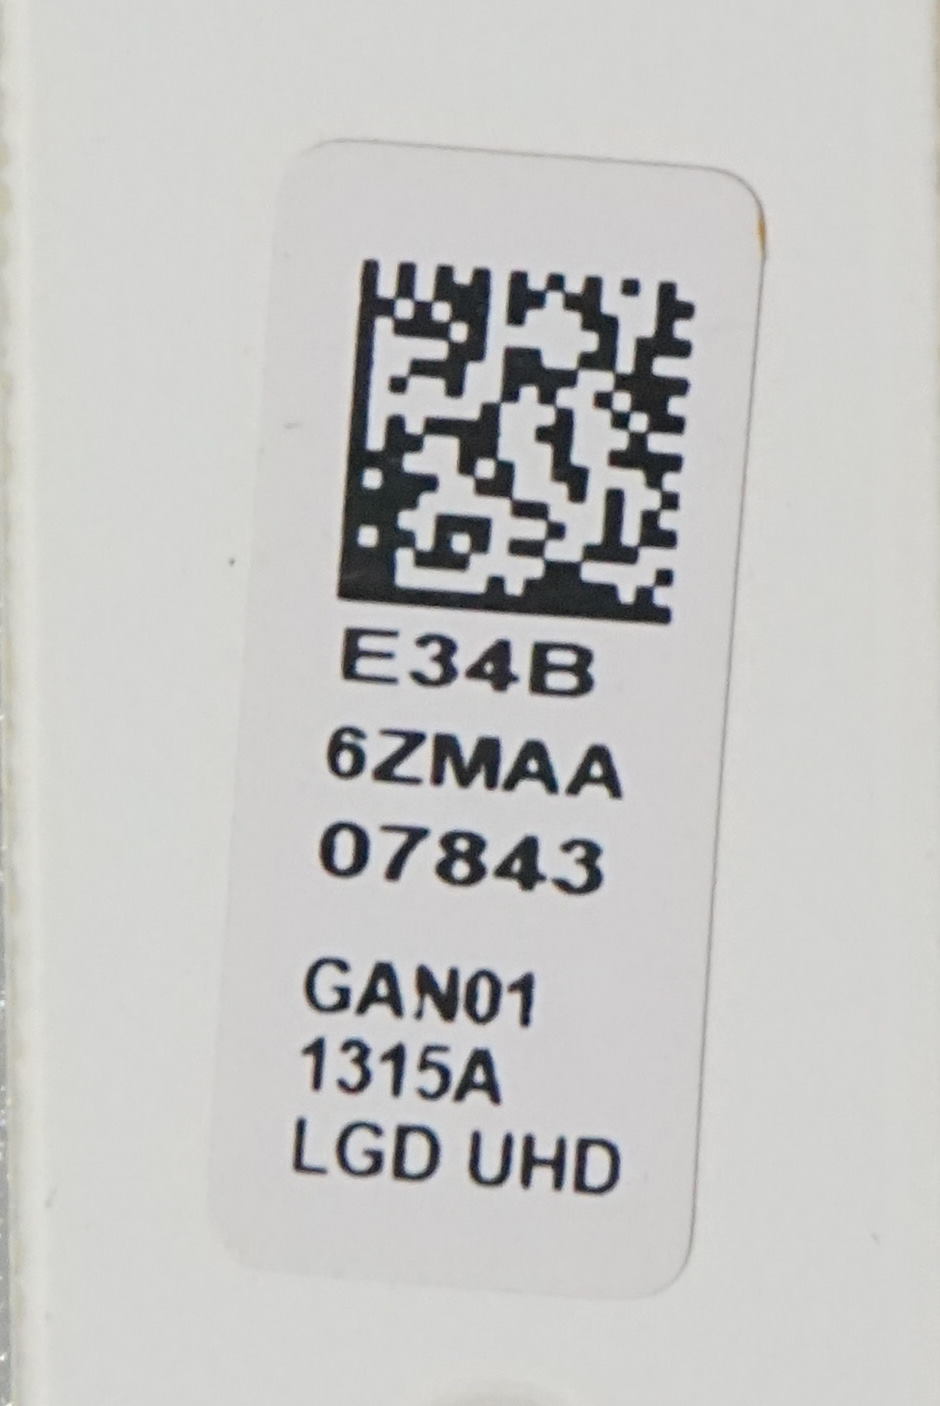 E34B
6ZMAA
07843
GAN01
1315A
LGD UHD